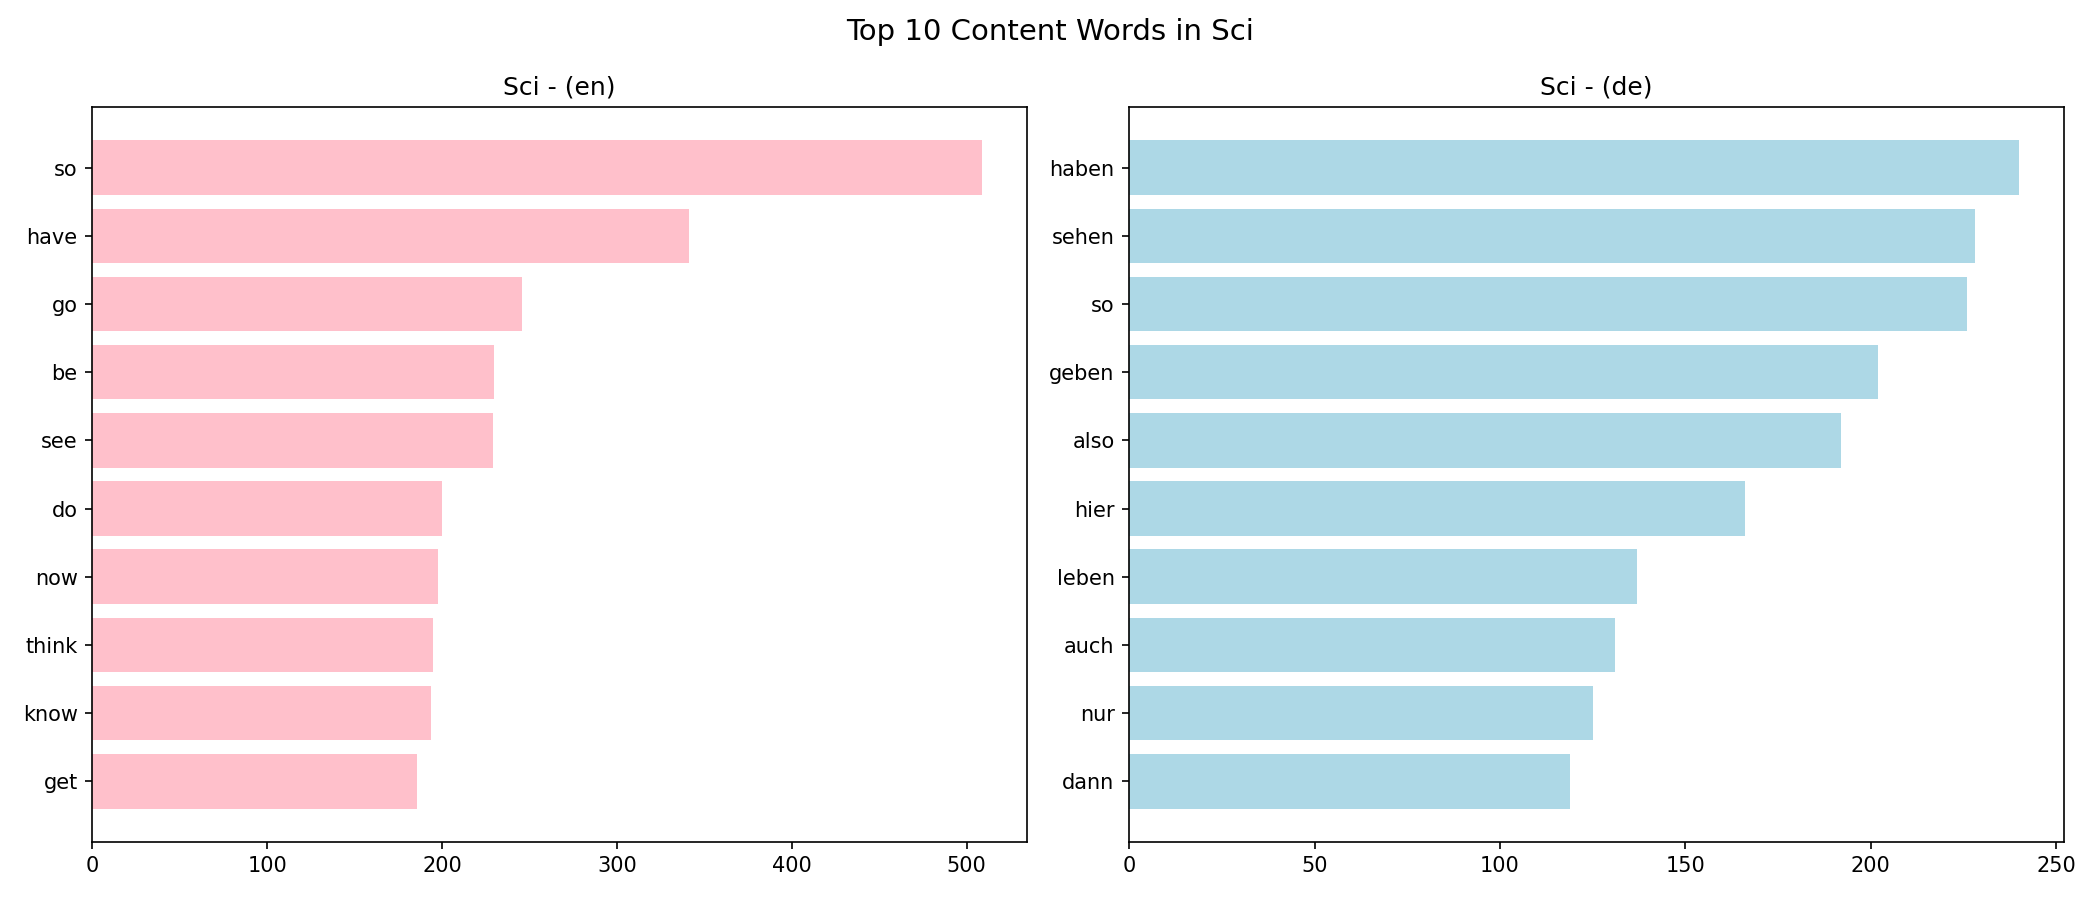 Top 10 Content Words in Sci
Sci - (en)
so
have
go
be
see
do
now
think
know
get
0 100 200 300 400 500
Sci - (de)
haben
sehen
so
geben
also
hier
leben
auch
nur
dann
0 50 100 150 200 250